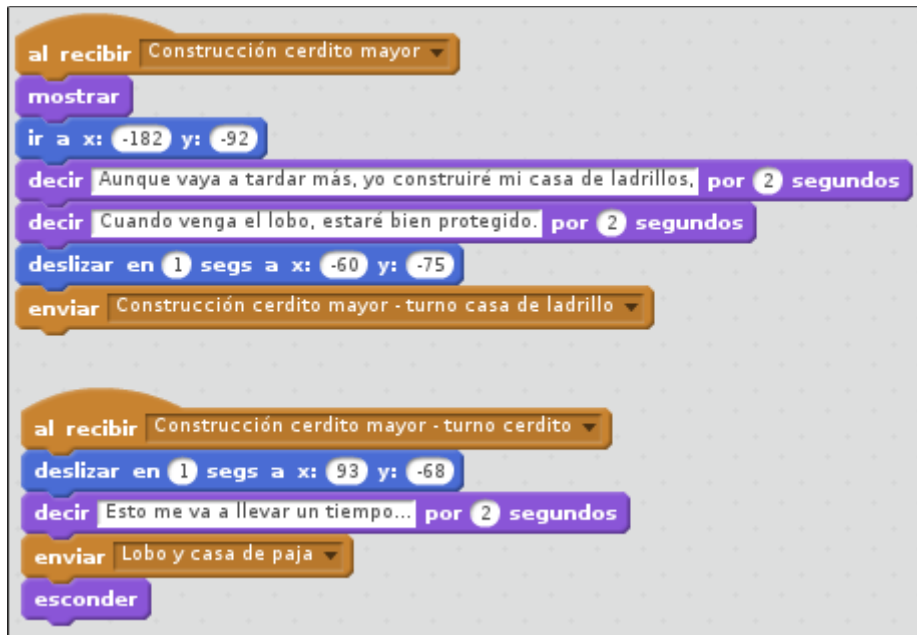 al recibir Construcción cerdito mayor
mostrar
ir a x: -182 y: -92
decir Aunque vaya a tardar más, yo construiré mi casa de ladrillos, por 2 segundos
decir Cuando venga el lobo, estaré bien protegido. por 2 segundos
deslizar en 1 segs a x: -60 y: -75
enviar Construcción cerdito mayor - turno casa de ladrillo
al recibir Construcción cerdito mayor - turno cerdito
deslizar en 1 segs a x: 93 y: -68
decir Esto me va a llevar un tiempo... por 2 segundos
enviar Lobo y casa de paja
esconder